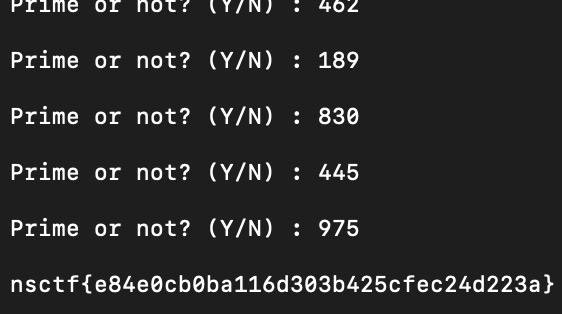 Prime or not? (Y/N) : 462
Prime or not? (Y/N) : 189
Prime or not? (Y/N) : 830
Prime or not? (Y/N) : 445
Prime or not? (Y/N) : 975
nsctf{e84e0cb0ba116d303b425cfec24d223a}